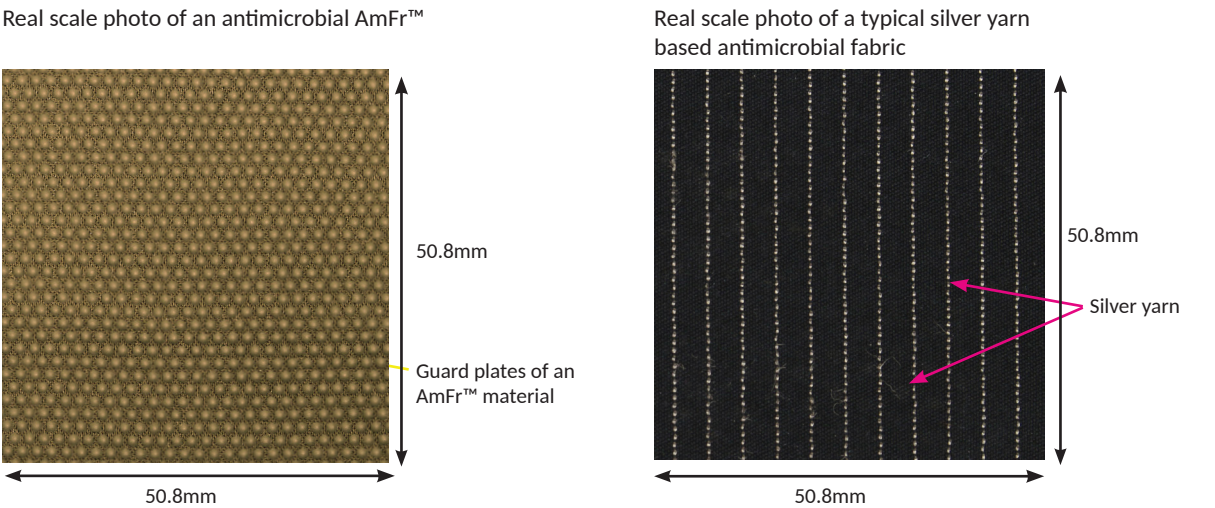 Real scale photo of an antimicrobial AmFr™
Real scale photo of a typical silver yarn
based antimicrobial fabric
50.8mm
50.8mm
Silver yarn
Guard plates of an
AmFr™ material
50.8mm
50.8mm